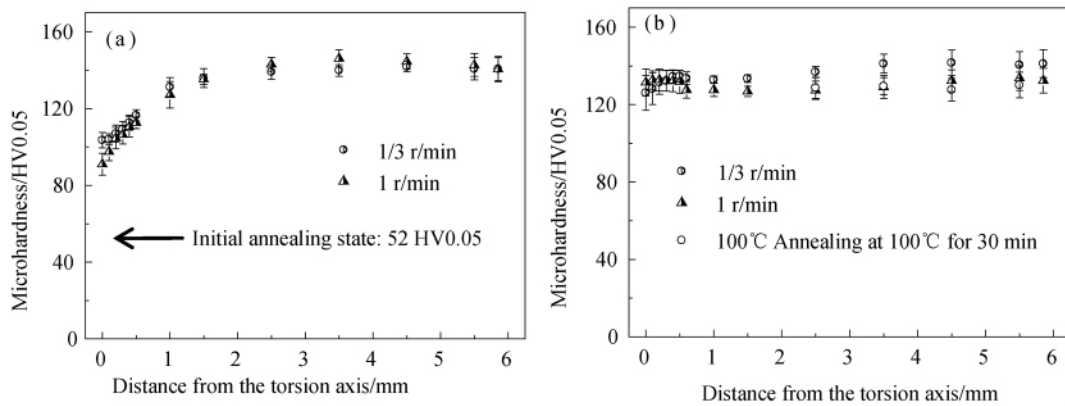 (a)
160
120
80
40
0
Microhardness/HV0.05
1/3 r/min
1 r/min
Initial annealing state: 52 HV0.05
0 1 2 3 4 5 6
Distance from the torsion axis/mm
(b)
160
120
80
40
0
Microhardness/HV0.05
1/3 r/min
1 r/min
100℃ Annealing at 100℃ for 30 min
0 1 2 3 4 5 6
Distance from the torsion axis/mm